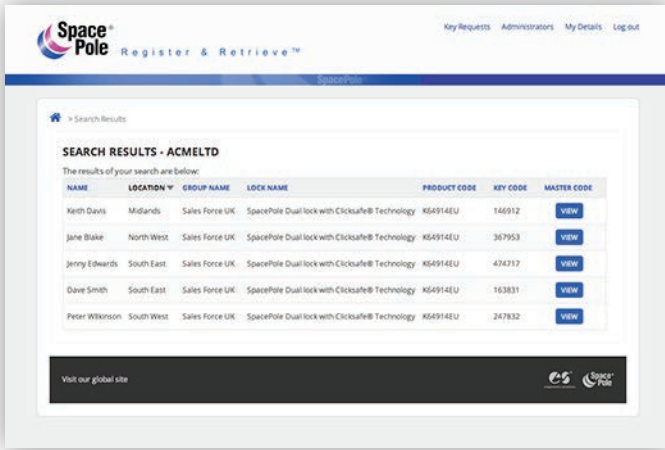 Space®
Pole Register & Retrieve™
Key Requests Administrators My Details Log out
SpacePole
> Search Results
SEARCH RESULTS - ACMELTD
The results of your search are below:
NAME LOCATION GROUP NAME LOCK NAME PRODUCT CODE KEY CODE MASTER CODE
Keith Davis Midlands Sales Force UK SpacePole Dual lock with Clicksafe® Technology K64914EU 146912 VIEW
Jane Blake North West Sales Force UK SpacePole Dual lock with Clicksafe® Technology K64914EU 367953 VIEW
Jenny Edwards South East Sales Force UK SpacePole Dual lock with Clicksafe® Technology K64914EU 474717 VIEW
Dave Smith South East Sales Force UK SpacePole Dual lock with Clicksafe® Technology K64914EU 163831 VIEW
Peter Wilkinson South West Sales Force UK SpacePole Dual lock with Clicksafe® Technology K64914EU 247832 VIEW
Visit our global site
es
Space®
Pole